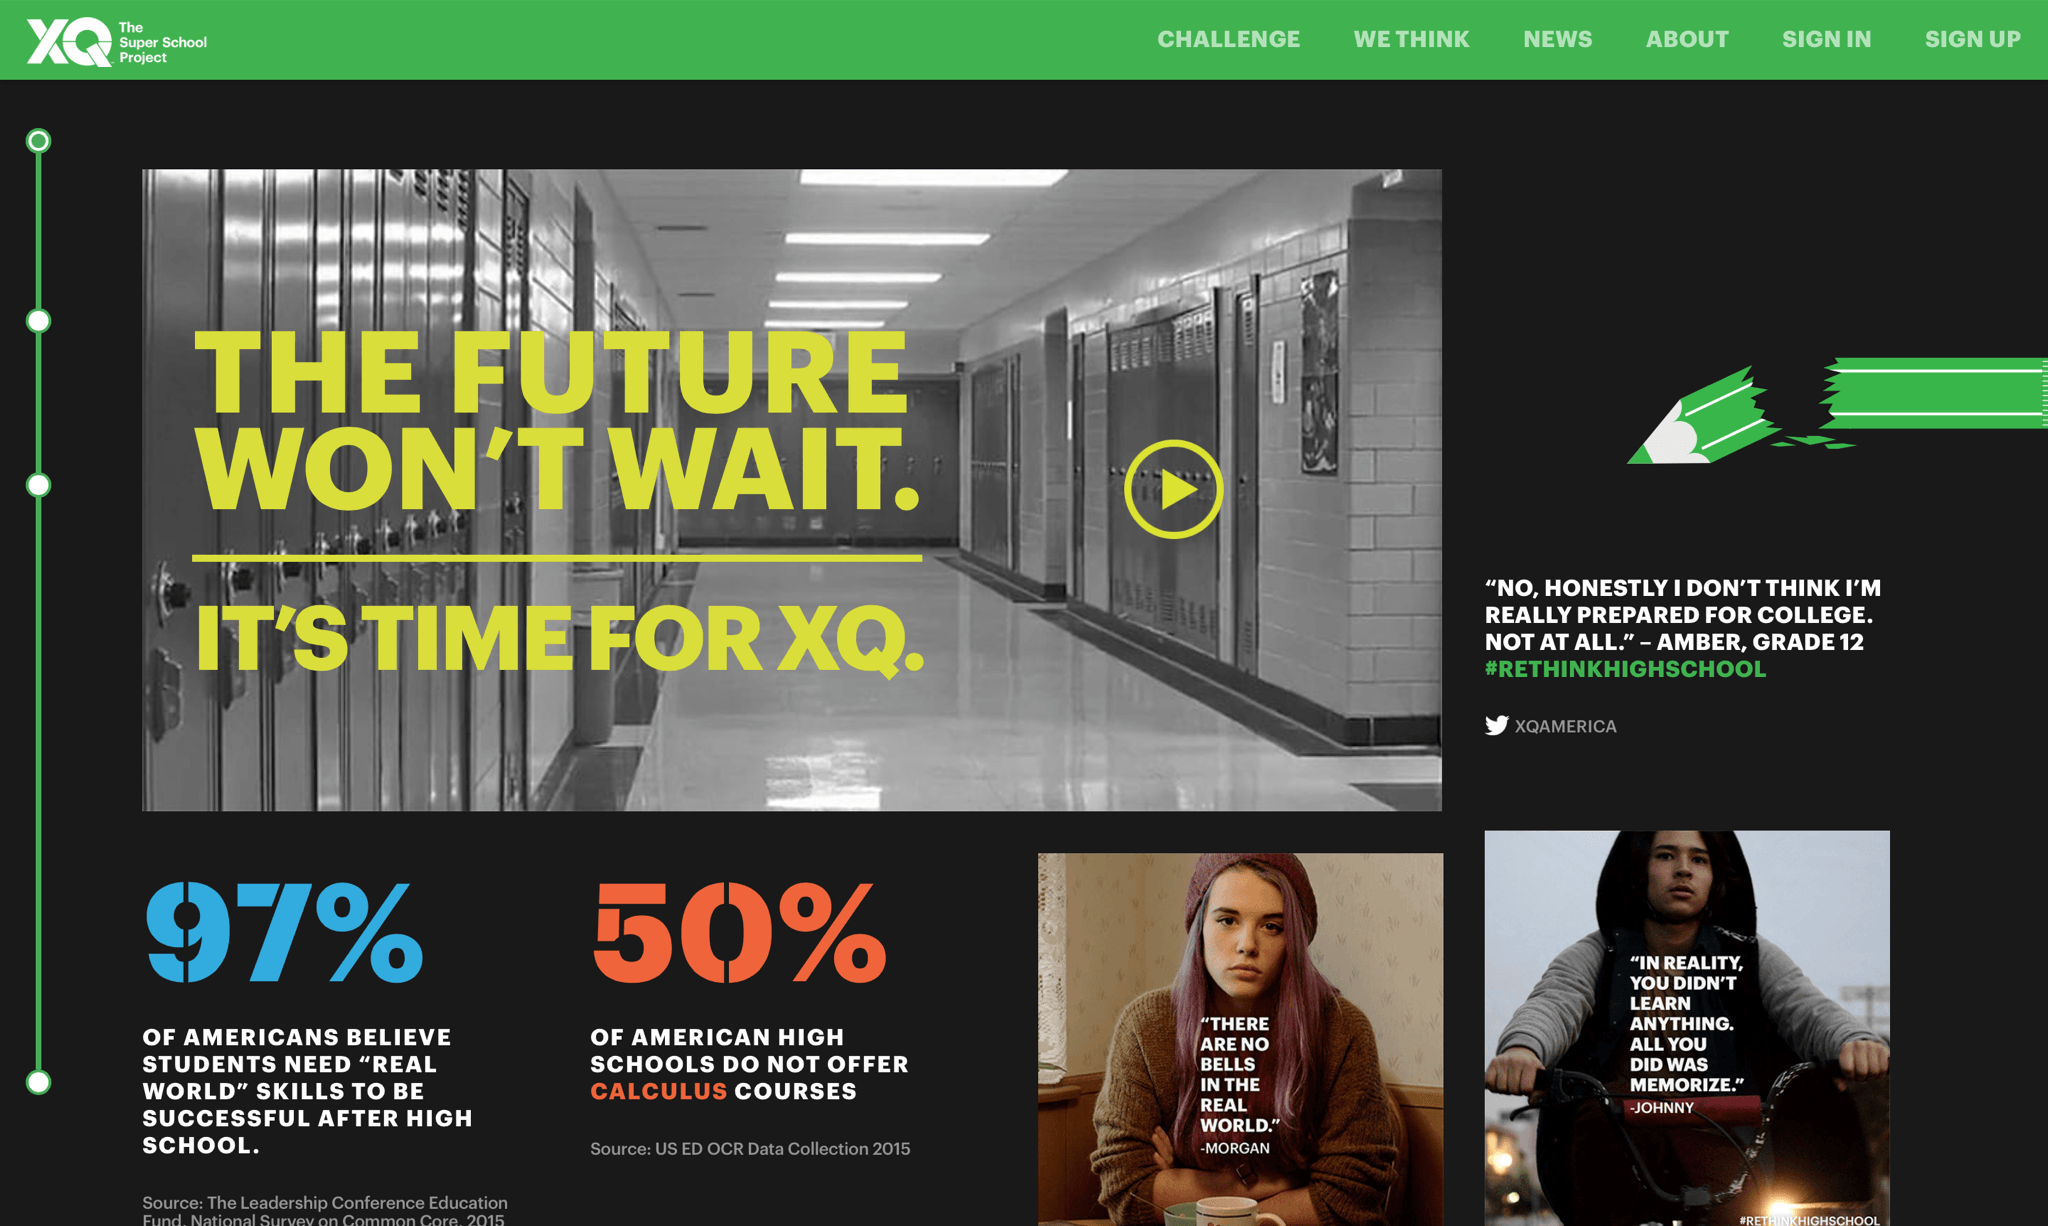 XQ The
Super School
Project
CHALLENGE
WE THINK
NEWS
ABOUT
SIGN IN
SIGN UP
THE FUTURE
WON’T WAIT.
IT’S TIME FOR XQ.
“NO, HONESTLY I DON’T THINK I’M
REALLY PREPARED FOR COLLEGE.
NOT AT ALL.” – AMBER, GRADE 12
#RETHINKHIGHSCHOOL
XQAMERICA
97%
OF AMERICANS BELIEVE
STUDENTS NEED “REAL
WORLD” SKILLS TO BE
SUCCESSFUL AFTER HIGH
SCHOOL.
Source: The Leadership Conference Education
Fund, National Survey on Common Core, 2015
50%
OF AMERICAN HIGH
SCHOOLS DO NOT OFFER
CALCULUS COURSES
Source: US ED OCR Data Collection 2015
“THERE
ARE NO
BELLS
IN THE
REAL
WORLD.”
-MORGAN
“IN REALITY,
YOU DIDN’T
LEARN
ANYTHING.
ALL YOU
DID WAS
MEMORIZE.”
-JOHNNY
#RETHINKHIGHSCHOOL